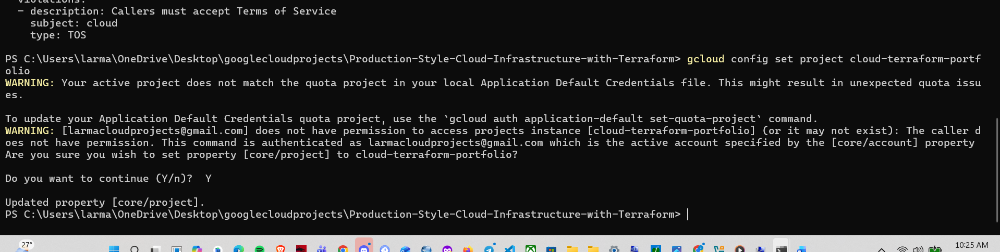 violations:
- description: Callers must accept Terms of Service
subject: cloud
type: TOS
PS C:\Users\larma\OneDrive\Desktop\googlecloudprojects\Production-Style-Cloud-Infrastructure-with-Terraform> gcloud config set project cloud-terraform-portf
olio
WARNING: Your active project does not match the quota project in your local Application Default Credentials file. This might result in unexpected quota issu
es.
To update your Application Default Credentials quota project, use the `gcloud auth application-default set-quota-project` command.
WARNING: [larmacloudprojects@gmail.com] does not have permission to access projects instance [cloud-terraform-portfolio] (or it may not exist): The caller d
oes not have permission. This command is authenticated as larmacloudprojects@gmail.com which is the active account specified by the [core/account] property
Are you sure you wish to set property [core/project] to cloud-terraform-portfolio?
Do you want to continue (Y/n)?  Y
Updated property [core/project].
PS C:\Users\larma\OneDrive\Desktop\googlecloudprojects\Production-Style-Cloud-Infrastructure-with-Terraform>
27°
10:25 AM